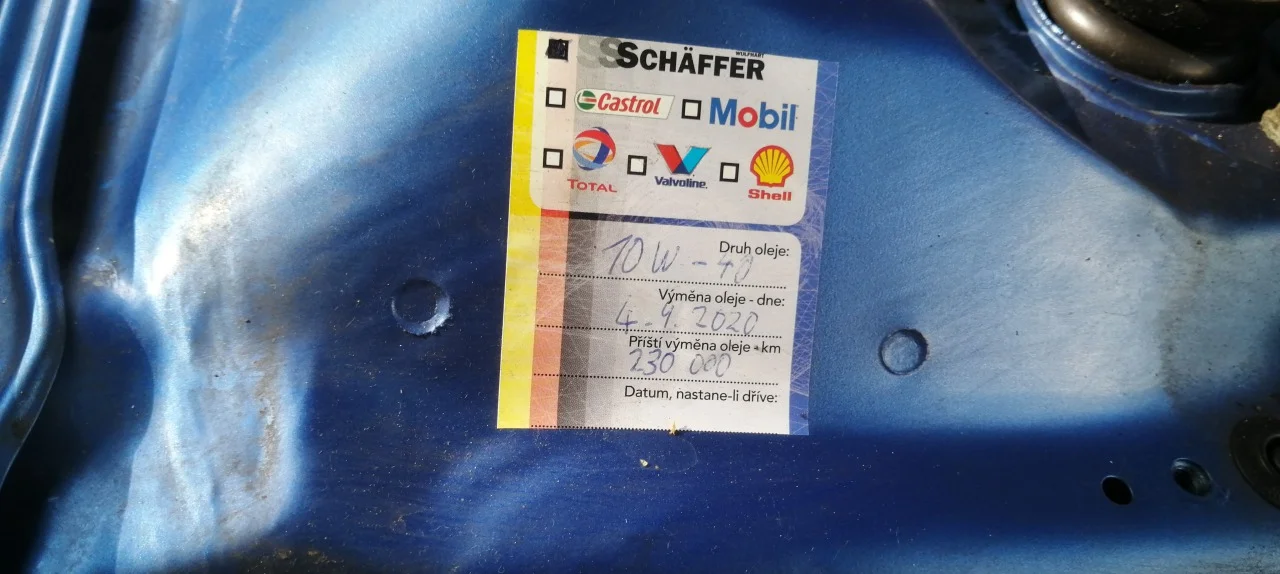 WOLFHART
SCHÄFFER
Castrol Mobil
TOTAL Valvoline. Shell
Druh oleje:
10W-40
Výměna oleje - dne:
4.9.2020
Příští výměna oleje - km
230 000
Datum, nastane-li dříve: